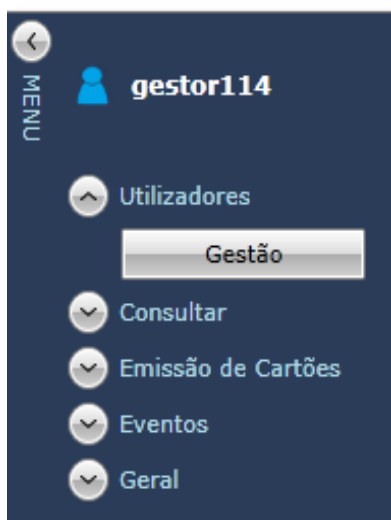 MENU
gestor114
Utilizadores
Gestão
Consultar
Emissão de Cartões
Eventos
Geral